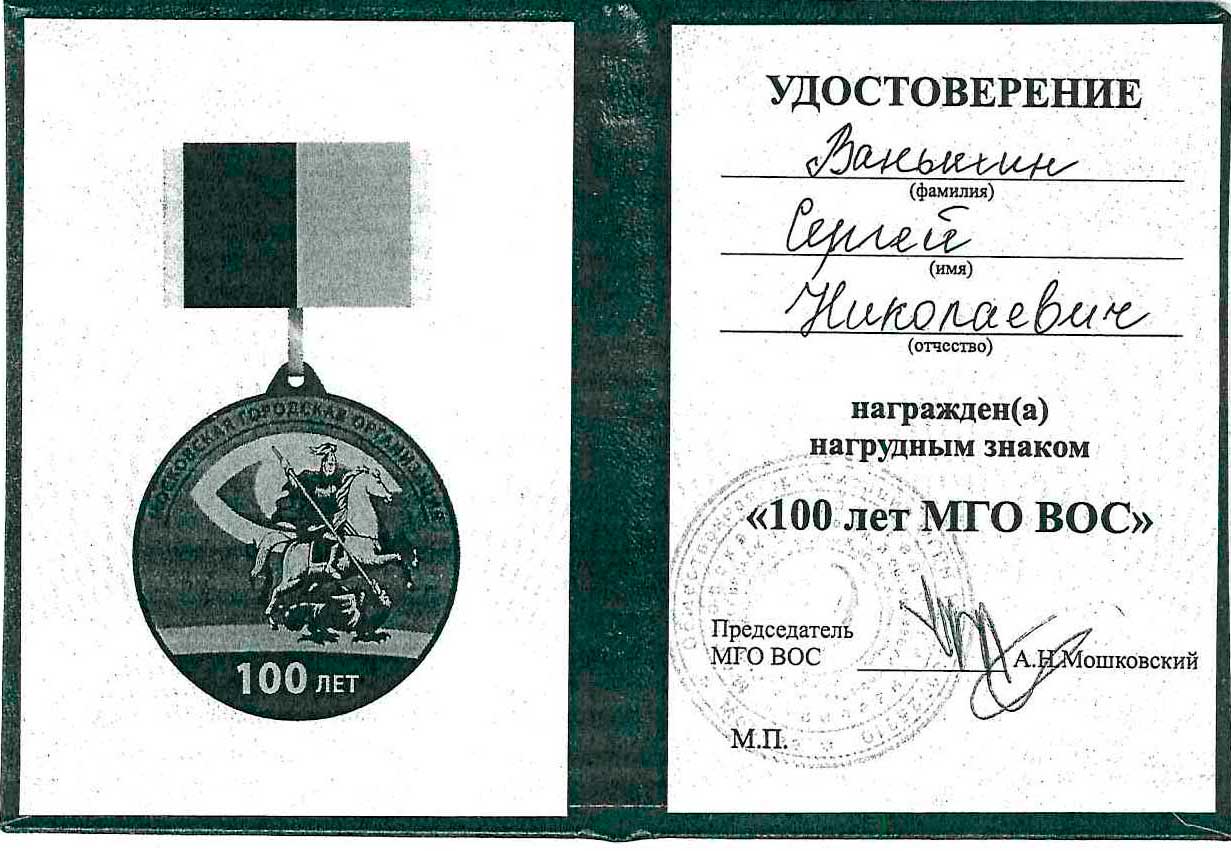 МОСКОВСКАЯ ГОРОДСКАЯ ОРГАНИЗАЦИЯ
100 ЛЕТ
УДОСТОВЕРЕНИЕ
Ванькин
(фамилия)
Сергей
(имя)
Николаевич
(отчество)
награжден(а)
нагрудным знаком
«100 лет МГО ВОС»
Председатель
МГО ВОС
А.Н.Мошковский
М.П.